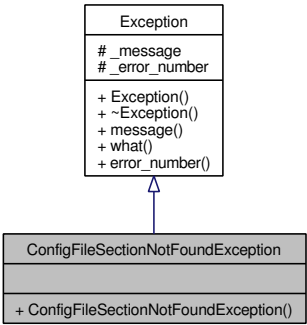 Exception
# _message
# _error_number
+ Exception()
+ ~Exception()
+ message()
+ what()
+ error_number()
ConfigFileSectionNotFoundException
+ ConfigFileSectionNotFoundException()